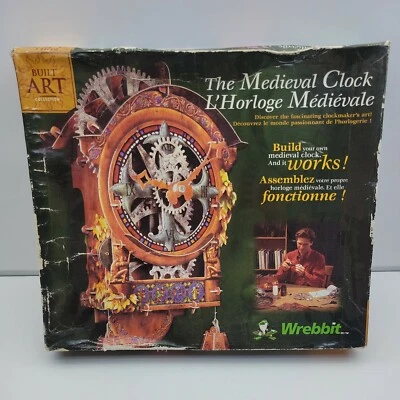 BUILT
ART
The Medieval Clock
L'Horloge Médiévale
Discover the fascinating clockmaker's art!
Découvrez le monde passionnant de l'horlogerie !
Build your own
medieval clock.
And it works!
Assemblez votre propre
horloge médiévale. Et elle
fonctionne !
Wrebbit